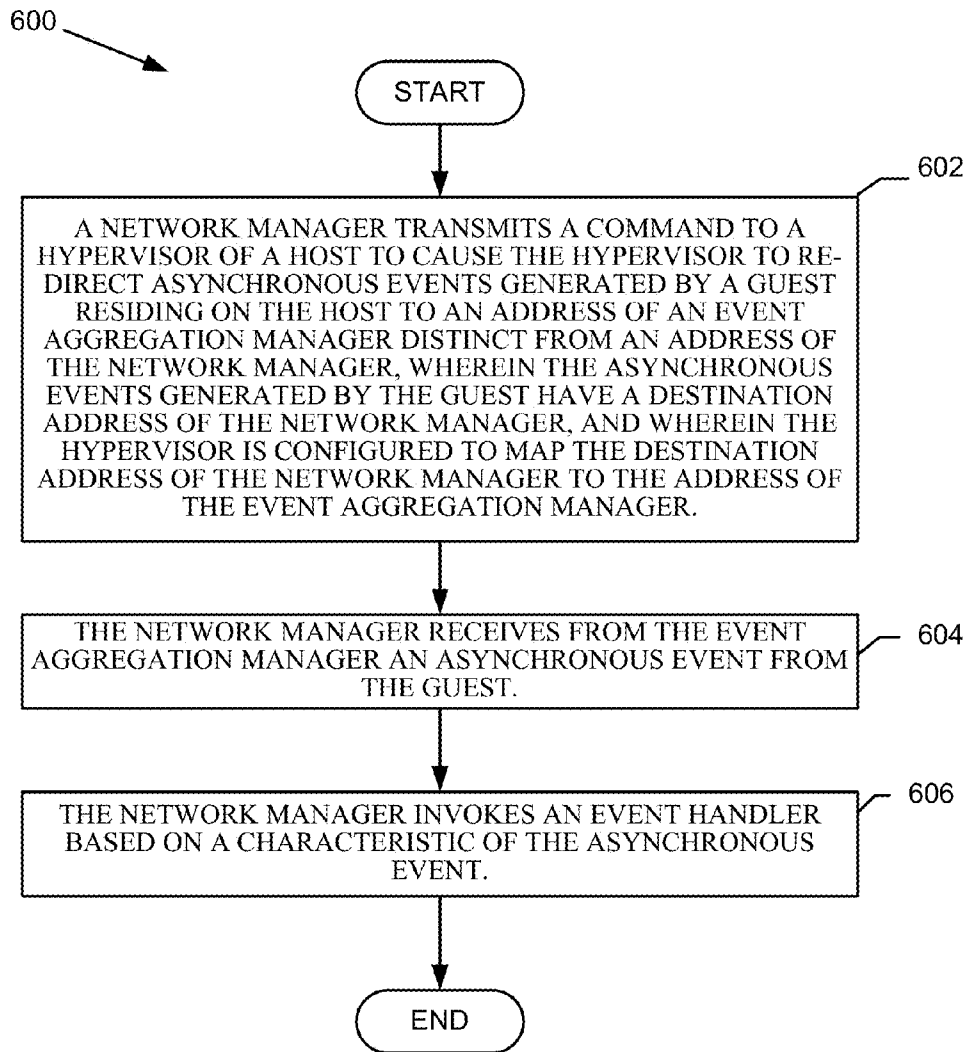 600
START
602
A NETWORK MANAGER TRANSMITS A COMMAND TO A
HYPERVISOR OF A HOST TO CAUSE THE HYPERVISOR TO RE-
DIRECT ASYNCHRONOUS EVENTS GENERATED BY A GUEST
RESIDING ON THE HOST TO AN ADDRESS OF AN EVENT
AGGREGATION MANAGER DISTINCT FROM AN ADDRESS OF
THE NETWORK MANAGER, WHEREIN THE ASYNCHRONOUS
EVENTS GENERATED BY THE GUEST HAVE A DESTINATION
ADDRESS OF THE NETWORK MANAGER, AND WHEREIN THE
HYPERVISOR IS CONFIGURED TO MAP THE DESTINATION
ADDRESS OF THE NETWORK MANAGER TO THE ADDRESS OF
THE EVENT AGGREGATION MANAGER.
604
THE NETWORK MANAGER RECEIVES FROM THE EVENT
AGGREGATION MANAGER AN ASYNCHRONOUS EVENT FROM
THE GUEST.
606
THE NETWORK MANAGER INVOKES AN EVENT HANDLER
BASED ON A CHARACTERISTIC OF THE ASYNCHRONOUS
EVENT.
END